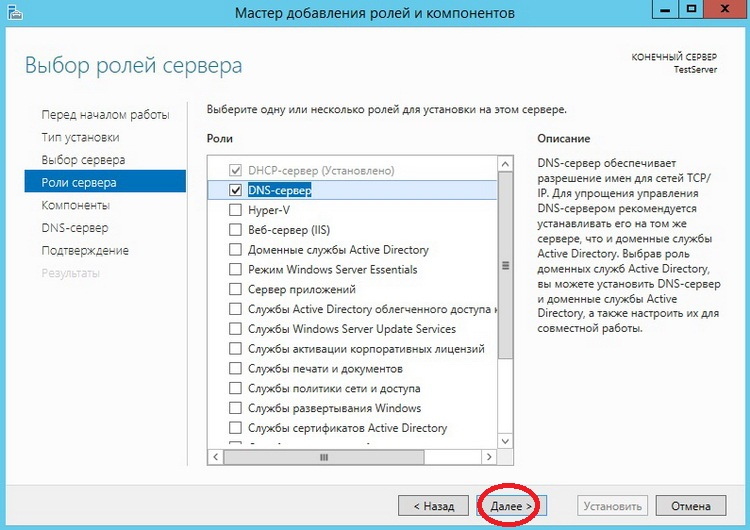 Мастер добавления ролей и компонентов
Выбор ролей сервера
КОНЕЧНЫЙ СЕРВЕР
TestServer
Перед началом работы
Тип установки
Выбор сервера
Роли сервера
Компоненты
DNS-сервер
Подтверждение
Результаты
Выберите одну или несколько ролей для установки на этом сервере.
Роли
DHCP-сервер (Установлено)
DNS-сервер
Hyper-V
Веб-сервер (IIS)
Доменные службы Active Directory
Режим Windows Server Essentials
Сервер приложений
Службы Active Directory облегченного доступа к
Службы Windows Server Update Services
Службы активации корпоративных лицензий
Службы печати и документов
Службы политики сети и доступа
Службы развертывания Windows
Службы сертификатов Active Directory
Описание
DNS-сервер обеспечивает
разрешение имен для сетей TCP/
IP. Для упрощения управления
DNS-сервером рекомендуется
устанавливать его на том же
сервере, что и доменные службы
Active Directory. Выбрав роль
доменных служб Active Directory,
вы можете установить DNS-сервер
и доменные службы Active
Directory, а также настроить их для
совместной работы.
< Назад
Далее >
Установить
Отмена